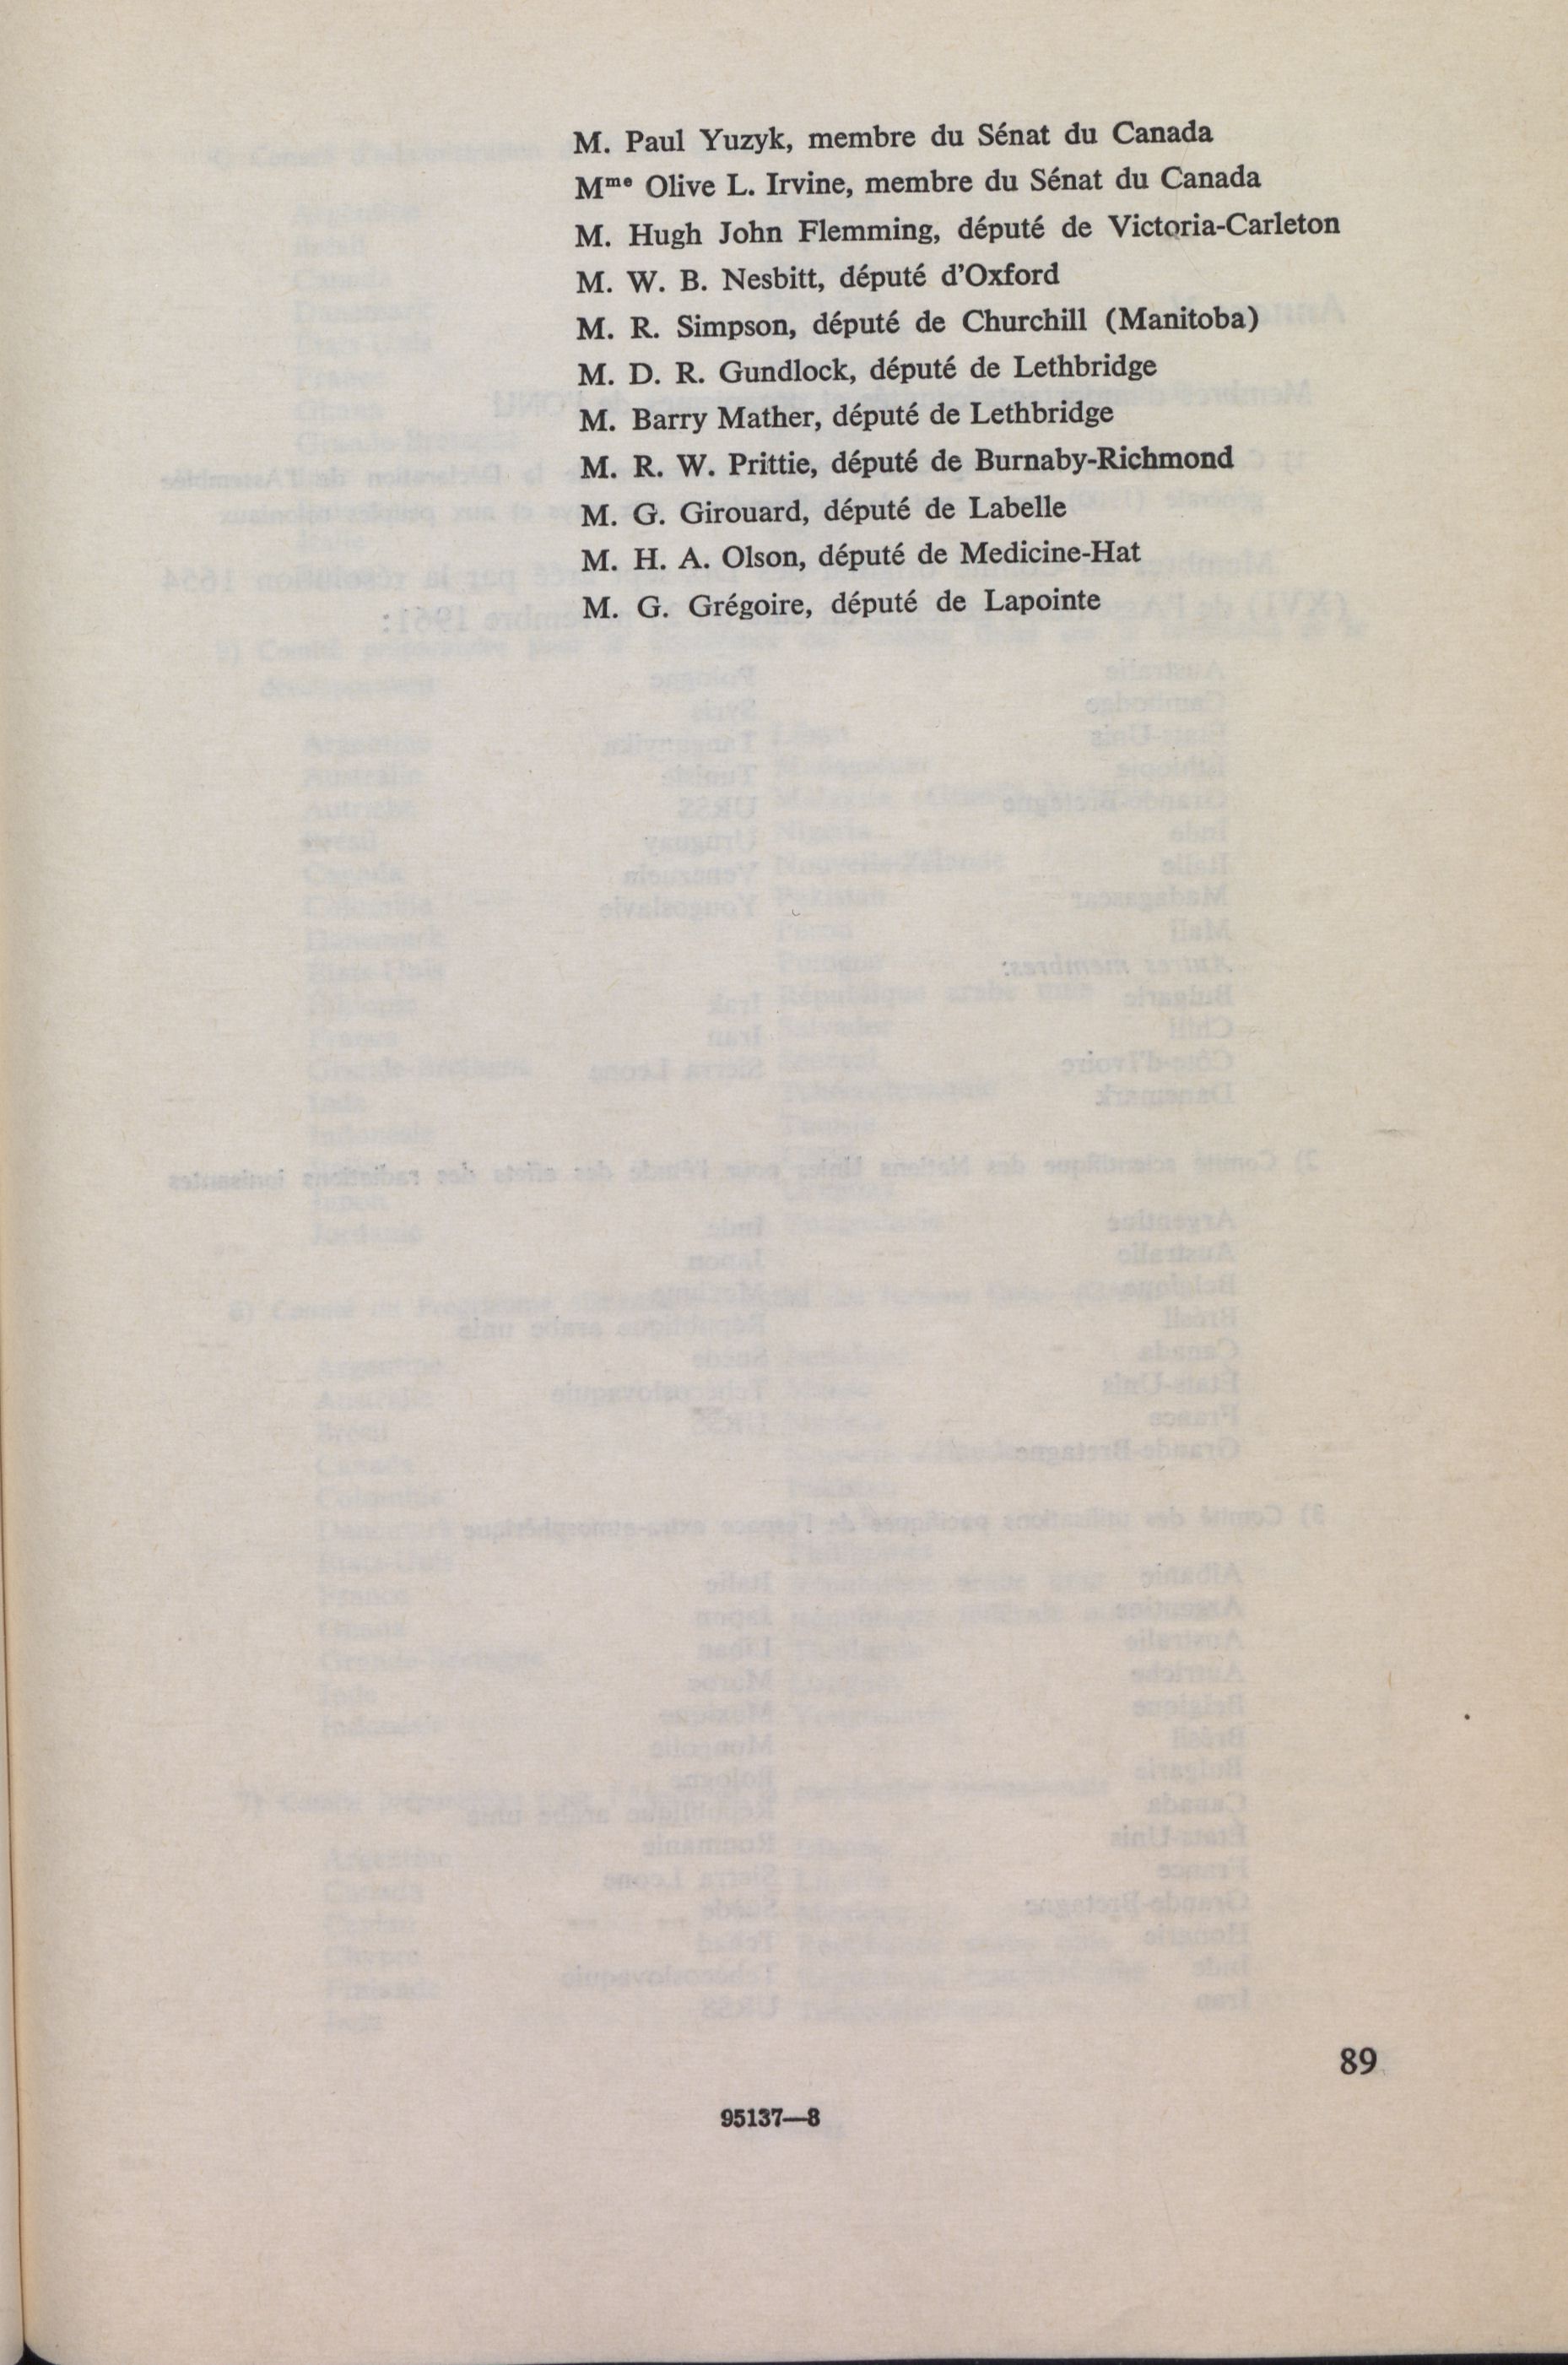 M. Paul Yuzyk, membre du Sénat du Canada
Mᵐᵉ Olive L. Irvine, membre du Sénat du Canada
M. Hugh John Flemming, député de Victoria-Carleton
M. W. B. Nesbitt, député d'Oxford
M. R. Simpson, député de Churchill (Manitoba)
M. D. R. Gundlock, député de Lethbridge
M. Barry Mather, député de Lethbridge
M. R. W. Prittie, député de Burnaby-Richmond
M. G. Girouard, député de Labelle
M. H. A. Olson, député de Medicine-Hat
M. G. Grégoire, député de Lapointe
89
95137—8